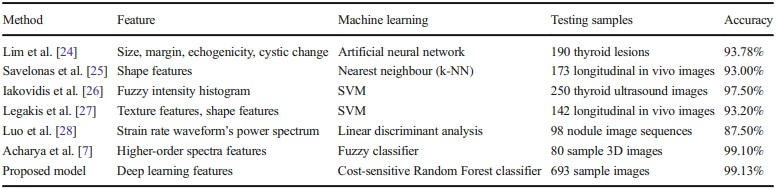 Method Feature Machine learning Testing samples Accuracy
Lim et al. [24] Size, margin, echogenicity, cystic change Artificial neural network 190 thyroid lesions 93.78%
Savelonas et al. [25] Shape features Nearest neighbour (k-NN) 173 longitudinal in vivo images 93.00%
Iakovidis et al. [26] Fuzzy intensity histogram SVM 250 thyroid ultrasound images 97.50%
Legakis et al. [27] Texture features, shape features SVM 142 longitudinal in vivo images 93.20%
Luo et al. [28] Strain rate waveform's power spectrum Linear discriminant analysis 98 nodule image sequences 87.50%
Acharya et al. [7] Higher-order spectra features Fuzzy classifier 80 sample 3D images 99.10%
Proposed model Deep learning features Cost-sensitive Random Forest classifier 693 sample images 99.13%